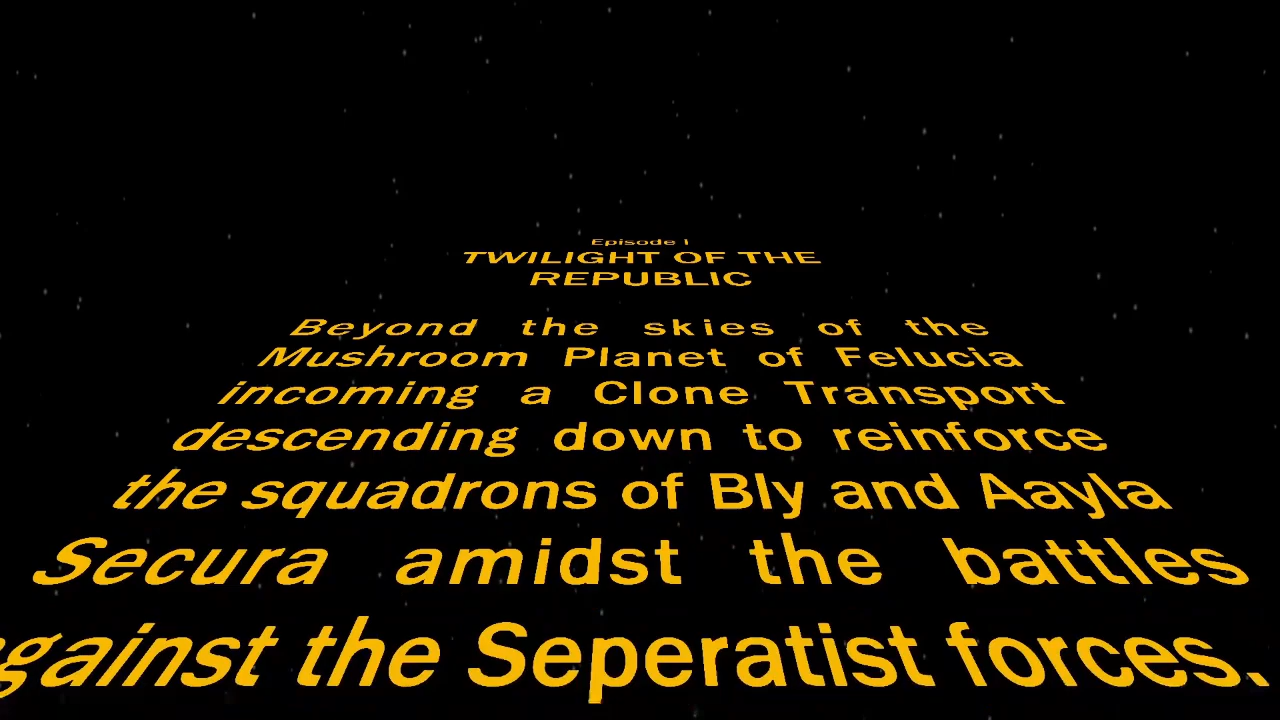 Episode I
TWILIGHT OF THE
REPUBLIC
Beyond the skies of the
Mushroom Planet of Felucia
incoming a Clone Transport
descending down to reinforce
the squadrons of Bly and Aayla
Secura amidst the battles
against the Seperatist forces.